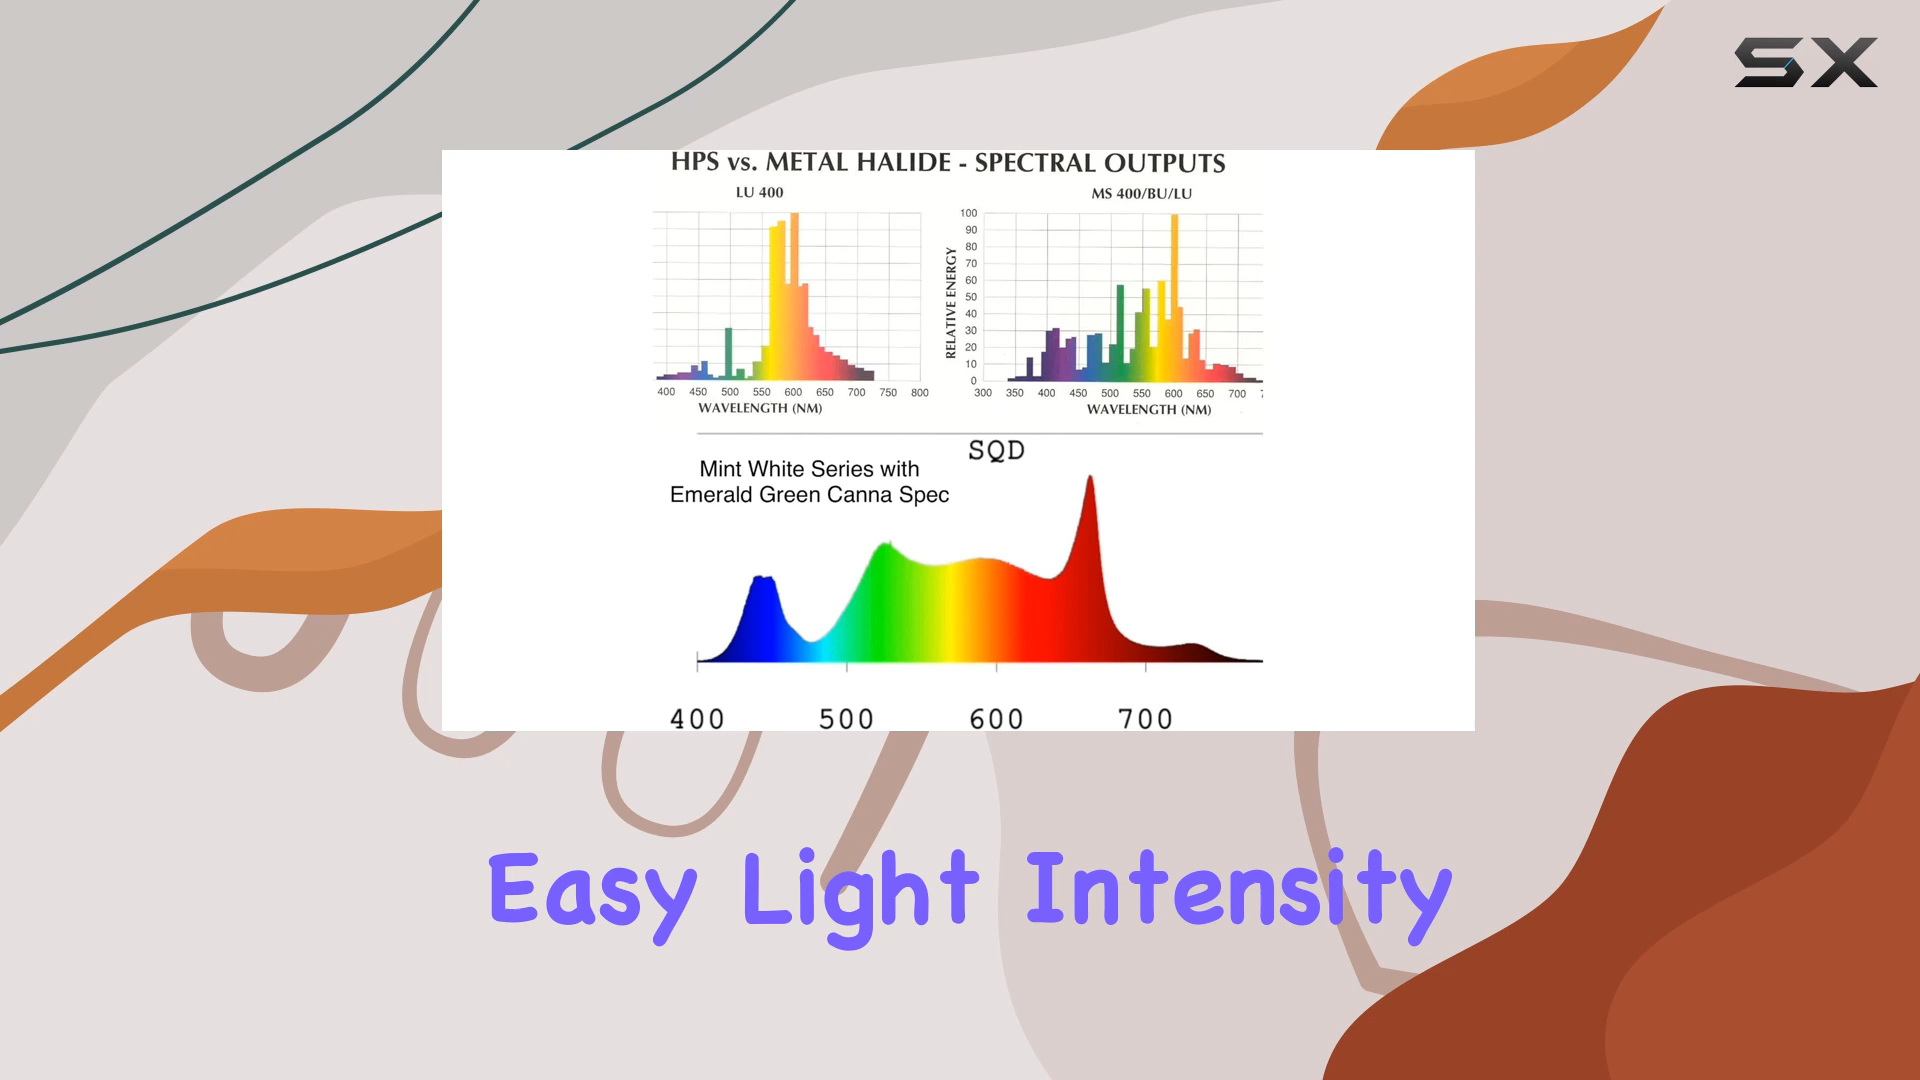 SX
HPS vs. METAL HALIDE - SPECTRAL OUTPUTS
LU 400
400 450 500 550 600 650 700 750 800
WAVELENGTH (NM)
MS 400/BU/LU
RELATIVE ENERGY
100
90
80
70
60
50
40
30
20
10
0
300 350 400 450 500 550 600 650 700
WAVELENGTH (NM)
SQD
Mint White Series with
Emerald Green Canna Spec
400 500 600 700
Easy Light Intensity